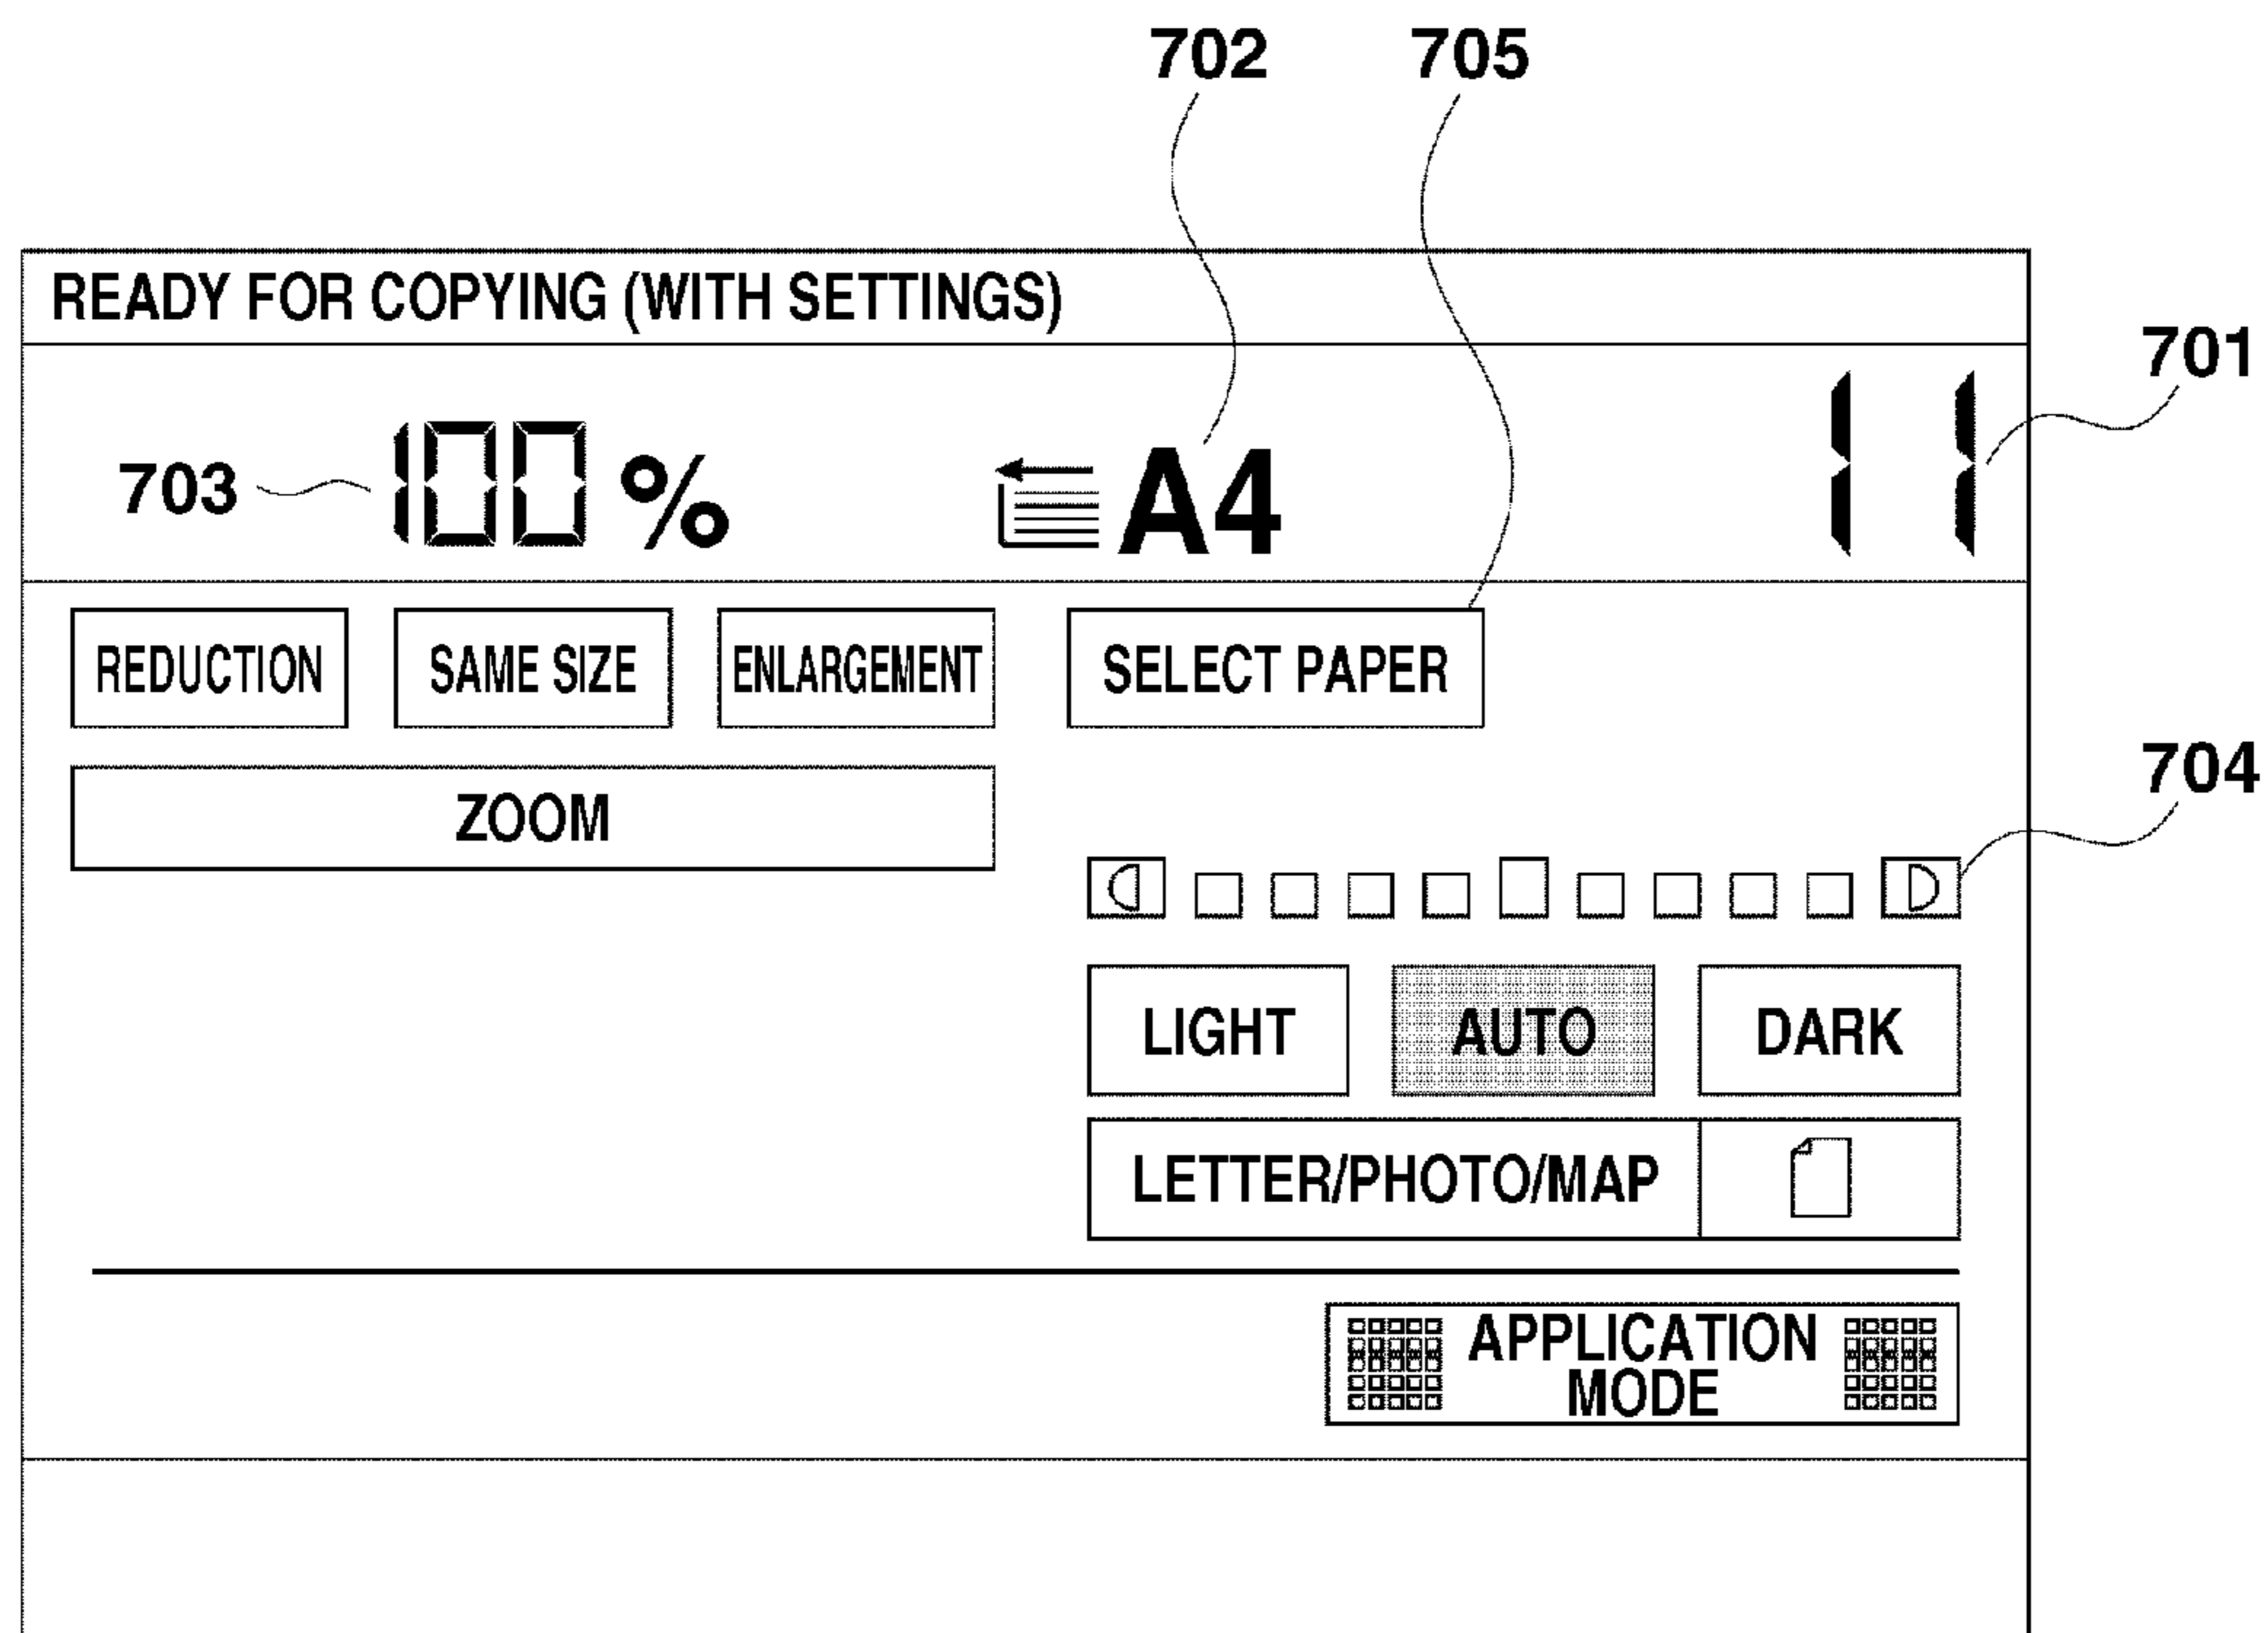 702 705
READY FOR COPYING (WITH SETTINGS)
701
703 100% A4 11
REDUCTION SAME SIZE ENLARGEMENT SELECT PAPER
704
ZOOM
LIGHT AUTO DARK
LETTER/PHOTO/MAP
APPLICATION
MODE